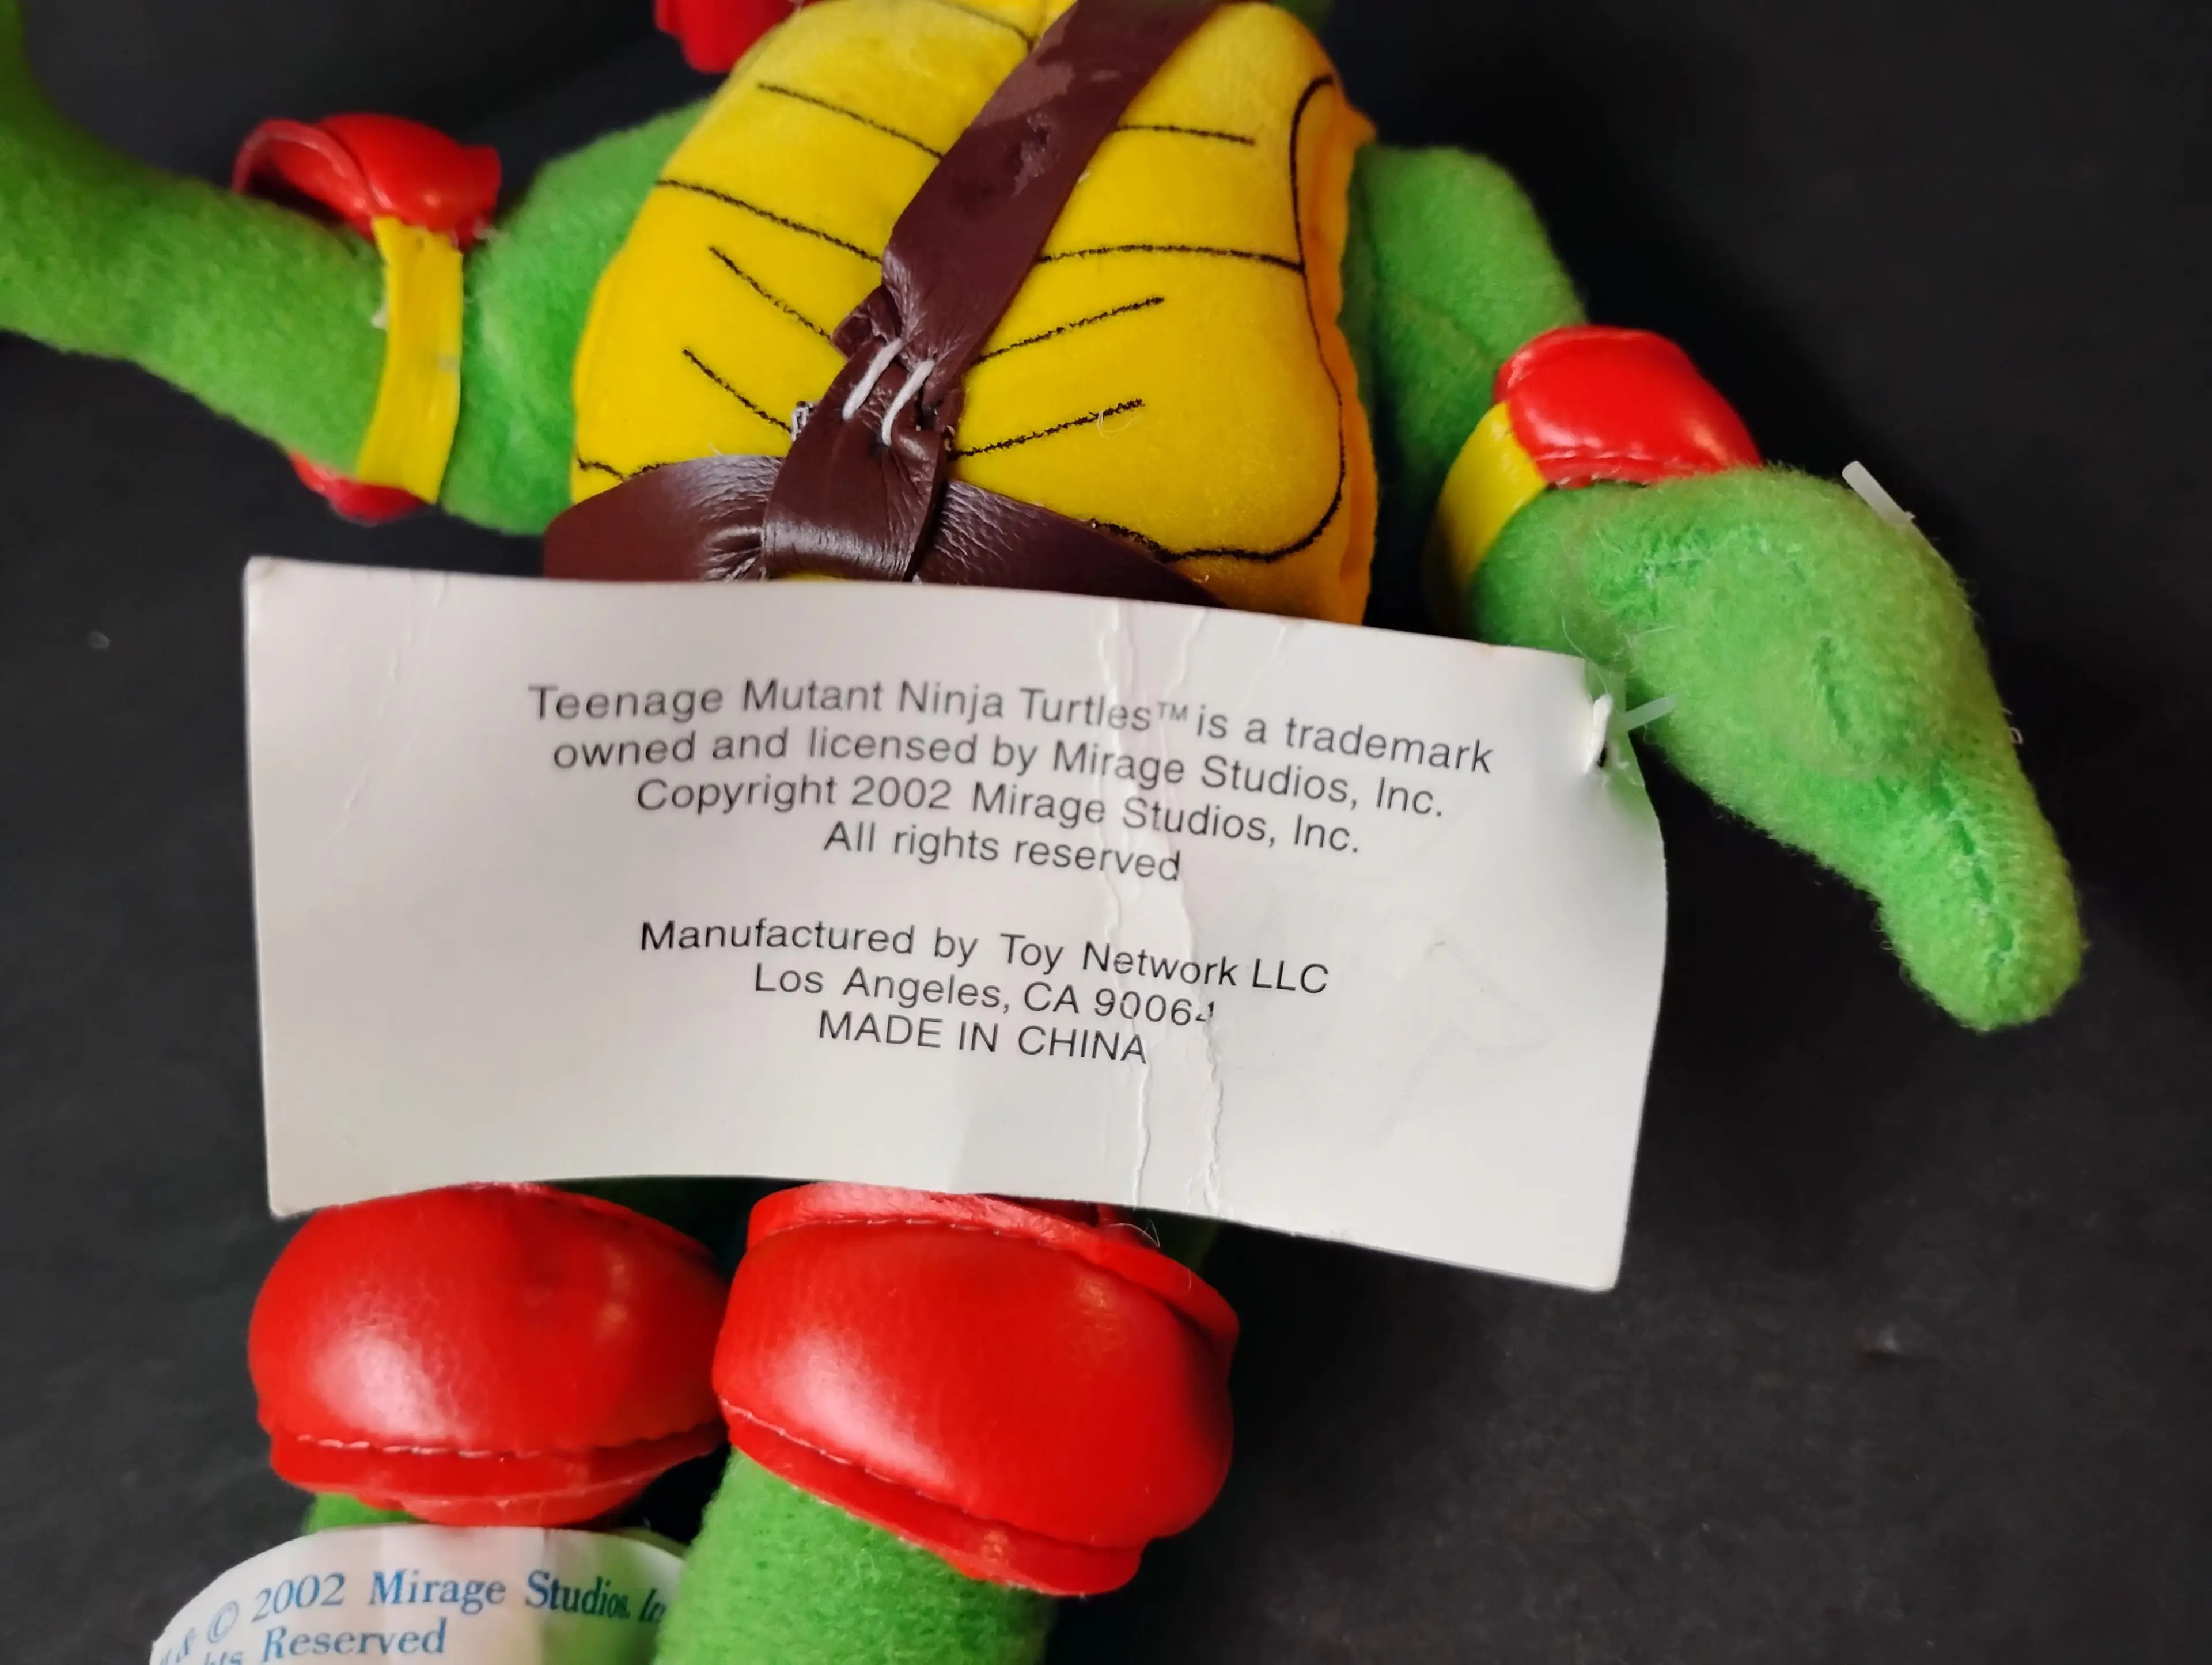 Teenage Mutant Ninja Turtles™ is a trademark
owned and licensed by Mirage Studios, Inc.
Copyright 2002 Mirage Studios, Inc.
All rights reserved
Manufactured by Toy Network LLC
Los Angeles, CA 90064
MADE IN CHINA
& © 2002 Mirage Studios,
Reserved